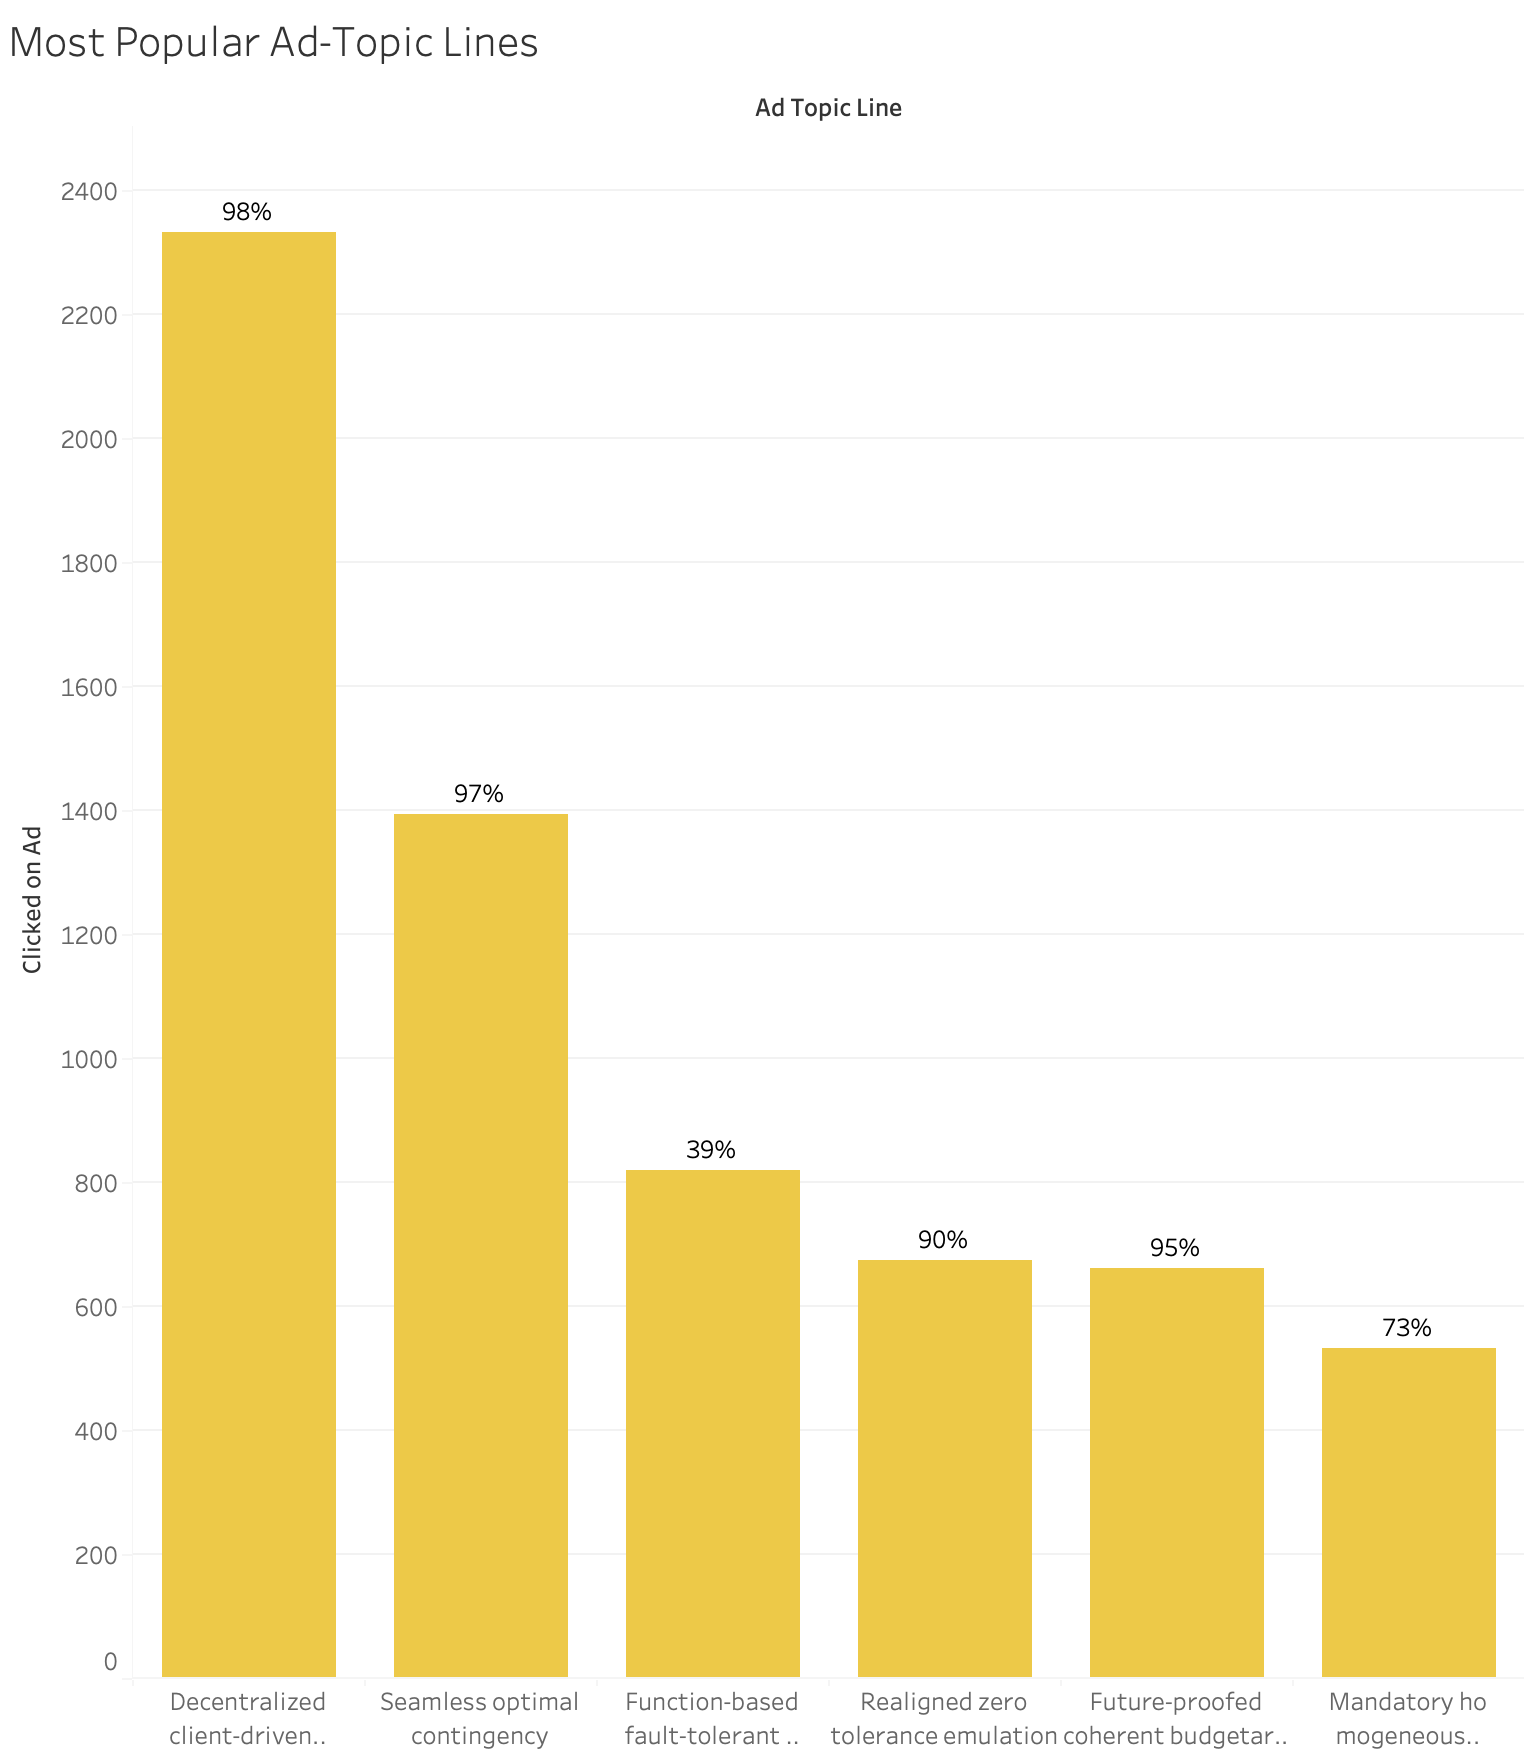 Most Popular Ad-Topic Lines
Ad Topic Line
2400
2200
2000
1800
1600
1400
1200
1000
800
600
400
200
0
Clicked on Ad
98%
97%
39%
90%
95%
73%
Decentralized
client-driven..
Seamless optimal
contingency
Function-based
fault-tolerant ..
Realigned zero
tolerance emulation
Future-proofed
coherent budgetar..
Mandatory ho
mogeneous..